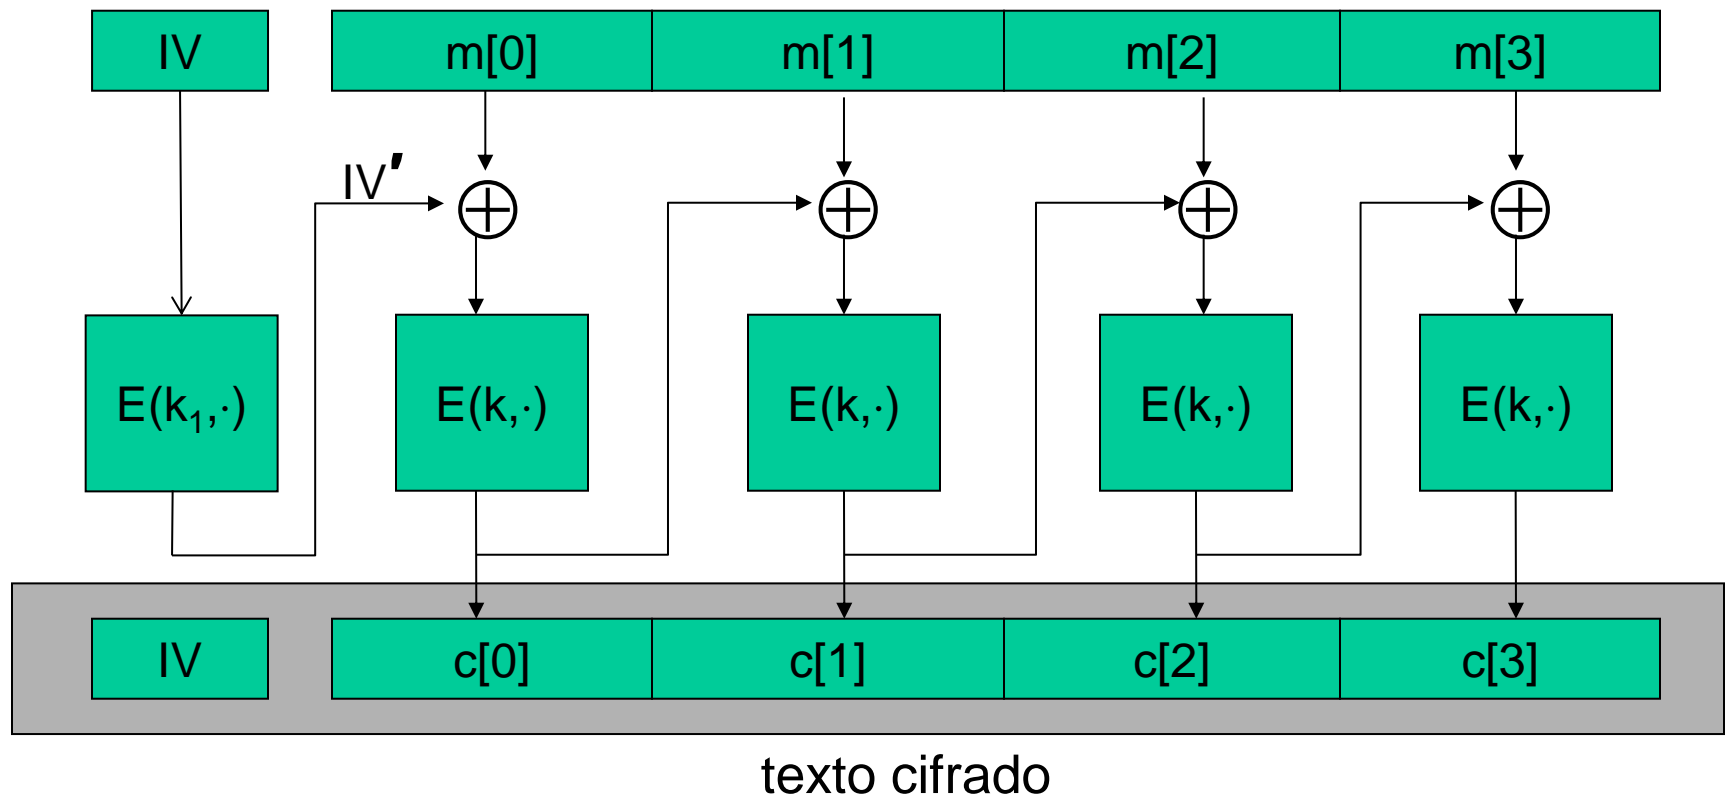 IV m[0] m[1] m[2] m[3]
IV′
E(k₁,·) E(k,·) E(k,·) E(k,·) E(k,·)
IV c[0] c[1] c[2] c[3]
texto cifrado